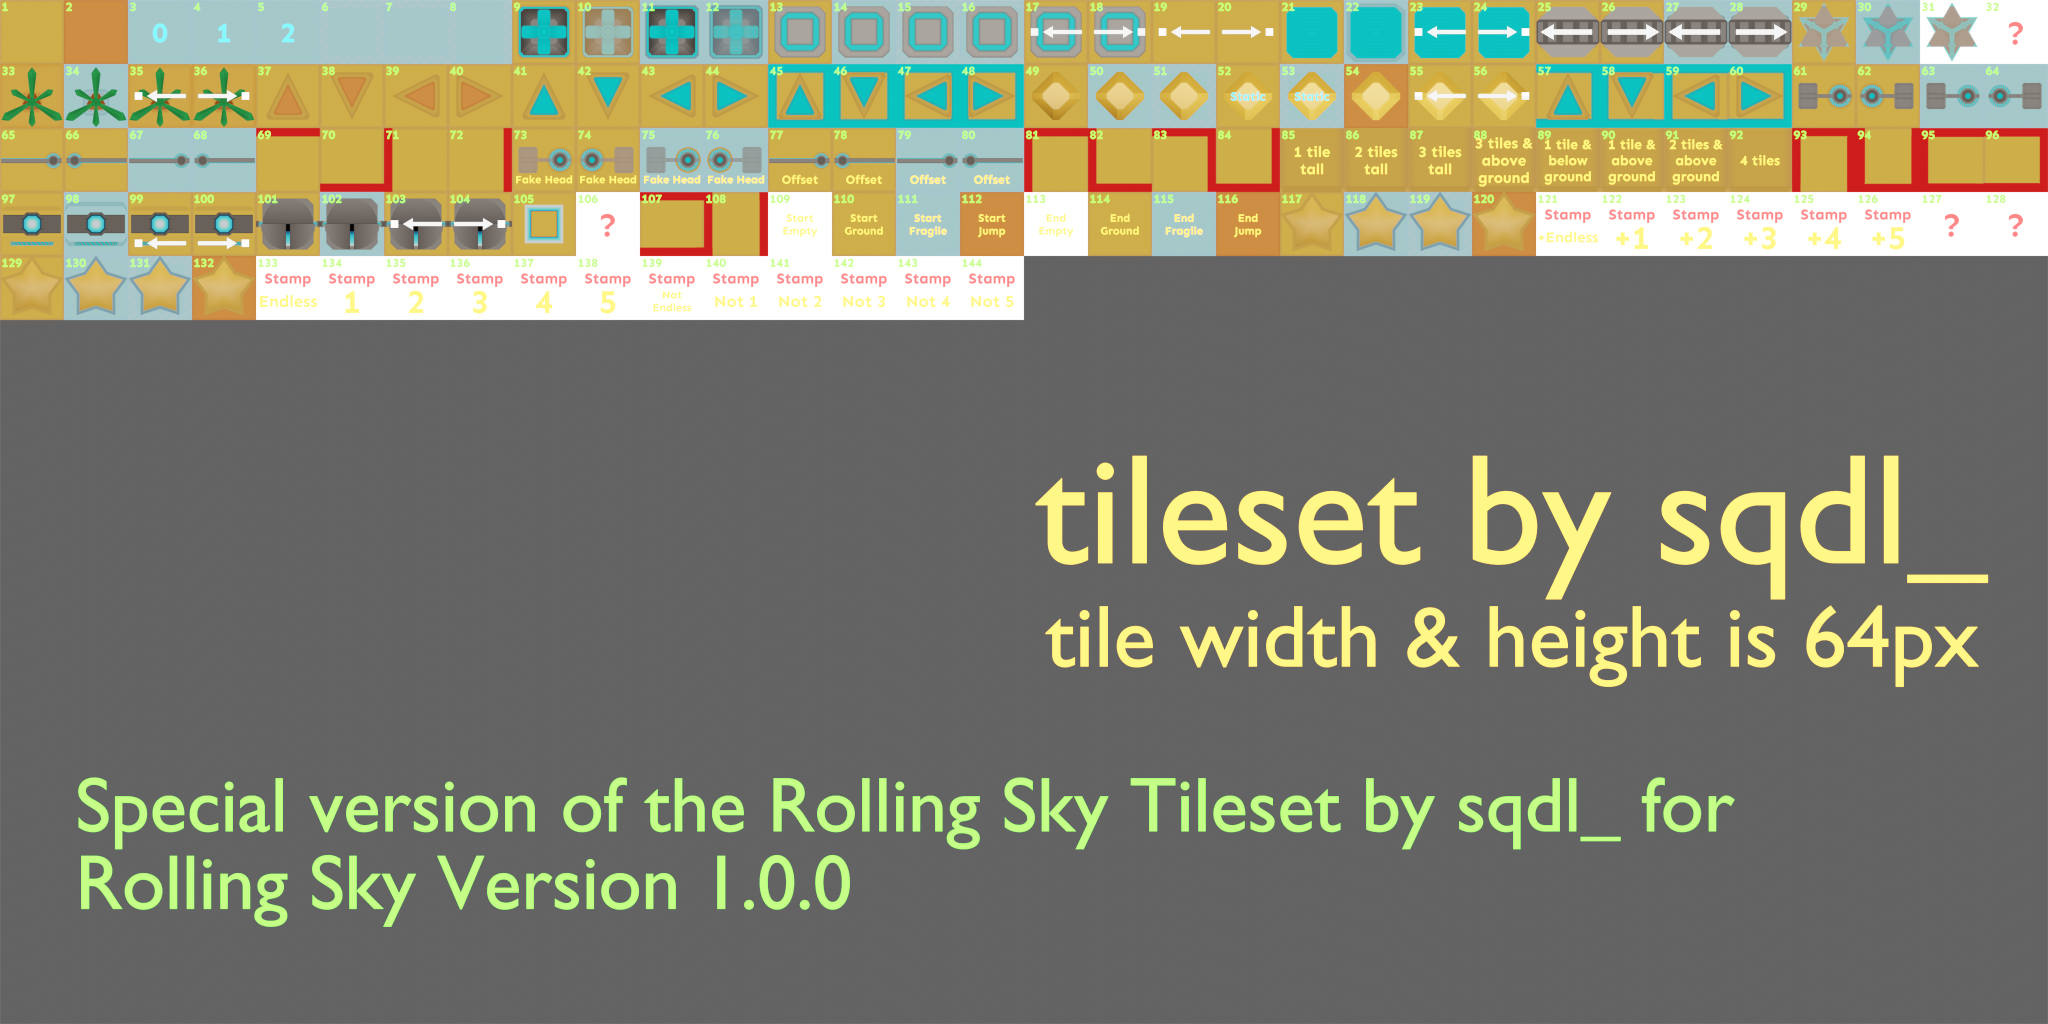 1 2 3 4 5 6 7 8 9 10 11 12 13 14 15 16 17 18 19 20 21 22 23 24 25 26 27 28 29 30 31 32
0 1 2 ?
33 34 35 36 37 38 39 40 41 42 43 44 45 46 47 48 49 50 51 52 53 54 55 56 57 58 59 60 61 62 63 64
Static Static
65 66 67 68 69 70 71 72 73 74 75 76 77 78 79 80 81 82 83 84 85 86 87 88 89 90 91 92 93 94 95 96
Fake Head Fake Head Fake Head Fake Head Offset Offset Offset Offset
1 tile tall
2 tiles tall
3 tiles tall
3 tiles & above ground
1 tile & below ground
1 tile & above ground
2 tiles & above ground
4 tiles
97 98 99 100 101 102 103 104 105 106 107 108 109 110 111 112 113 114 115 116 117 118 119 120 121 122 123 124 125 126 127 128
?
Start Empty
Start Ground
Start Fragile
Start Jump
End Empty
End Ground
End Fragile
End Jump
Stamp +Endless
Stamp +1
Stamp +2
Stamp +3
Stamp +4
Stamp +5
? ?
129 130 131 132 133 134 135 136 137 138 139 140 141 142 143 144
Stamp Endless
Stamp 1
Stamp 2
Stamp 3
Stamp 4
Stamp 5
Stamp Not Endless
Stamp Not 1
Stamp Not 2
Stamp Not 3
Stamp Not 4
Stamp Not 5
tileset by sqdl_
tile width & height is 64px
Special version of the Rolling Sky Tileset by sqdl_ for
Rolling Sky Version 1.0.0